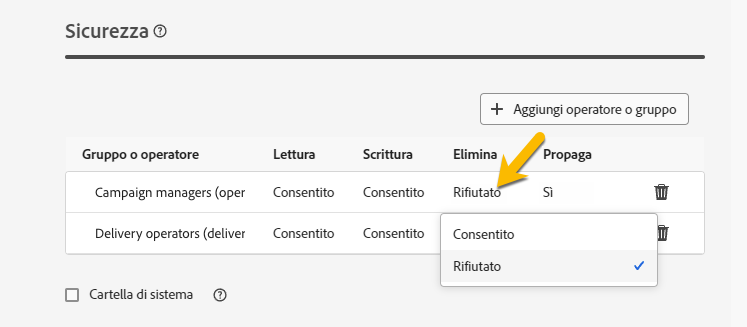 Sicurezza
+ Aggiungi operatore o gruppo
Gruppo o operatore Lettura Scrittura Elimina Propaga
Campaign managers (oper Consentito Consentito Rifiutato Sì
Delivery operators (deliver Consentito Consentito
Consentito
Rifiutato
Cartella di sistema